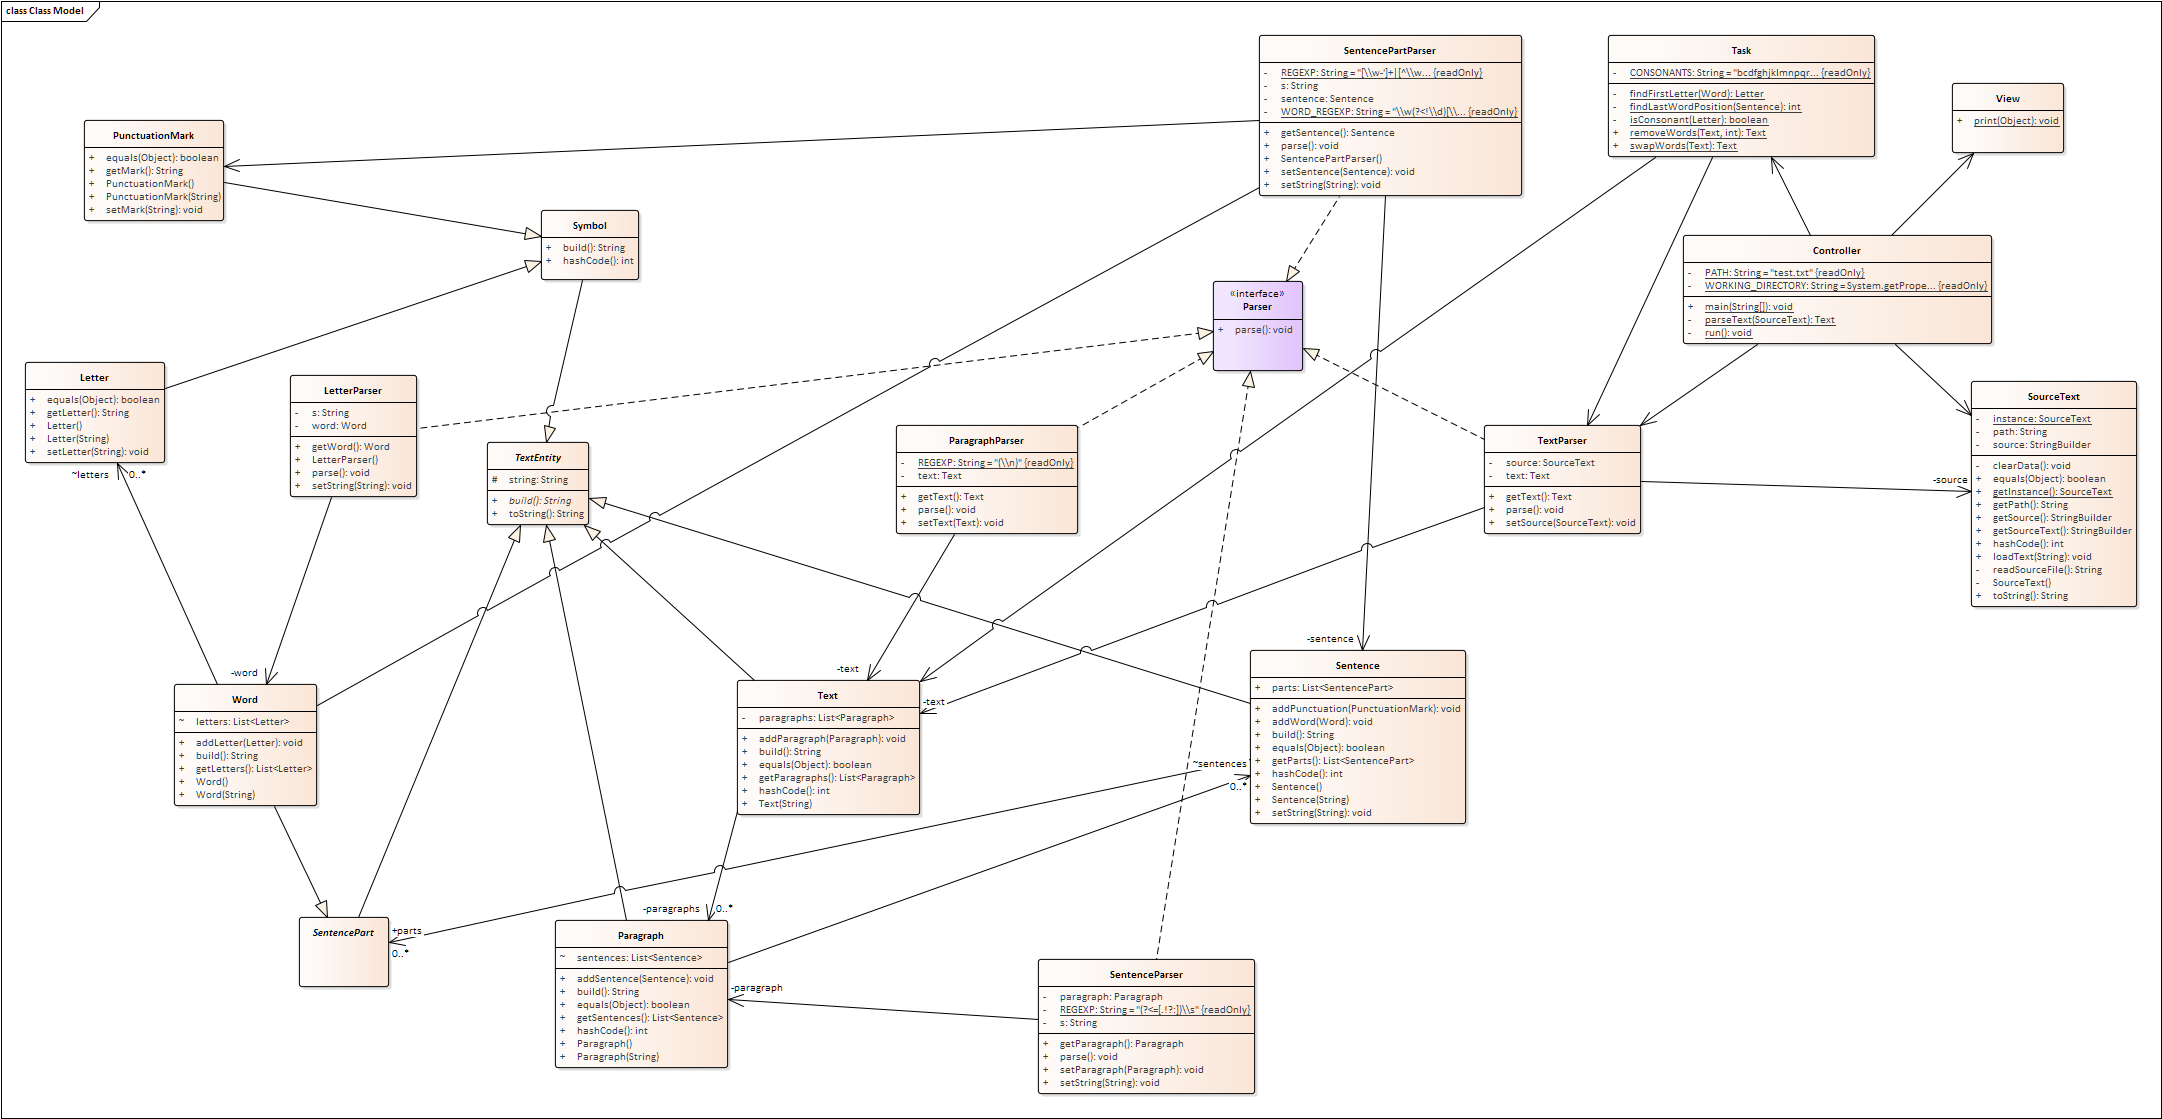 class Class Model
SentencePartParser
- REGEXP: String = "[\\w-']+|[^\\w... {readOnly}
- s: String
- sentence: Sentence
- WORD_REGEXP: String = "\\w(?<!\\d)[\\... {readOnly}
+ getSentence(): Sentence
+ parse(): void
+ SentencePartParser()
+ setSentence(Sentence): void
+ setString(String): void
Task
- CONSONANTS: String = "bcdfghjklmnpqr... {readOnly}
- findFirstLetter(Word): Letter
- findLastWordPosition(Sentence): int
- isConsonant(Letter): boolean
+ removeWords(Text, int): Text
+ swapWords(Text): Text
View
+ print(Object): void
PunctuationMark
+ equals(Object): boolean
+ getMark(): String
+ PunctuationMark()
+ PunctuationMark(String)
+ setMark(String): void
Symbol
+ build(): String
+ hashCode(): int
Controller
- PATH: String = "test.txt" {readOnly}
- WORKING_DIRECTORY: String = System.getPrope... {readOnly}
+ main(String[]): void
- parseText(SourceText): Text
- run(): void
«interface»
Parser
+ parse(): void
Letter
+ equals(Object): boolean
+ getLetter(): String
+ Letter()
+ Letter(String)
+ setLetter(String): void
~letters
0..*
LetterParser
- s: String
- word: Word
+ getWord(): Word
+ LetterParser()
+ parse(): void
+ setString(String): void
TextEntity
# string: String
+ build(): String
+ toString(): String
ParagraphParser
- REGEXP: String = "(\\n)" {readOnly}
- text: Text
+ getText(): Text
+ parse(): void
+ setText(Text): void
TextParser
- source: SourceText
- text: Text
+ getText(): Text
+ parse(): void
+ setSource(SourceText): void
-source
SourceText
- instance: SourceText
- path: String
- source: StringBuilder
- clearData(): void
+ equals(Object): boolean
+ getInstance(): SourceText
+ getPath(): String
+ getSource(): StringBuilder
+ getSourceText(): StringBuilder
+ hashCode(): int
+ loadText(String): void
- readSourceFile(): String
- SourceText()
+ toString(): String
-word
Word
~ letters: List<Letter>
+ addLetter(Letter): void
+ build(): String
+ getLetters(): List<Letter>
+ Word()
+ Word(String)
-text
-text
Text
- paragraphs: List<Paragraph>
+ addParagraph(Paragraph): void
+ build(): String
+ equals(Object): boolean
+ getParagraphs(): List<Paragraph>
+ hashCode(): int
+ Text(String)
-sentence
Sentence
+ parts: List<SentencePart>
+ addPunctuation(PunctuationMark): void
+ addWord(Word): void
+ build(): String
+ equals(Object): boolean
+ getParts(): List<SentencePart>
+ hashCode(): int
+ Sentence()
+ Sentence(String)
+ setString(String): void
~sentences
0..*
SentencePart
+parts
0..*
-paragraphs
0..*
Paragraph
~ sentences: List<Sentence>
+ addSentence(Sentence): void
+ build(): String
+ equals(Object): boolean
+ getSentences(): List<Sentence>
+ hashCode(): int
+ Paragraph()
+ Paragraph(String)
-paragraph
SentenceParser
- paragraph: Paragraph
- REGEXP: String = "(?<=[.!?:])\\s" {readOnly}
- s: String
+ getParagraph(): Paragraph
+ parse(): void
+ setParagraph(Paragraph): void
+ setString(String): void